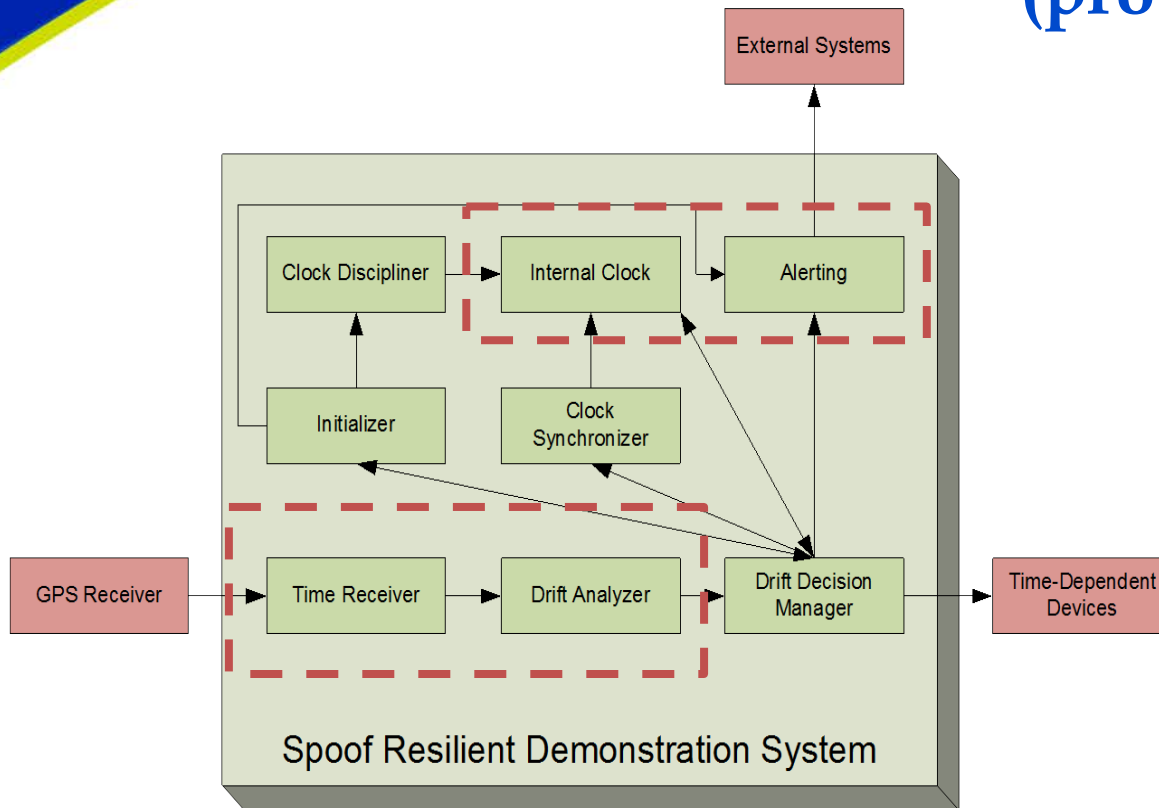 (pro
External Systems
Clock Discipliner
Internal Clock
Alerting
Initializer
Clock
Synchronizer
GPS Receiver
Time Receiver
Drift Analyzer
Drift Decision
Manager
Time-Dependent
Devices
Spoof Resilient Demonstration System